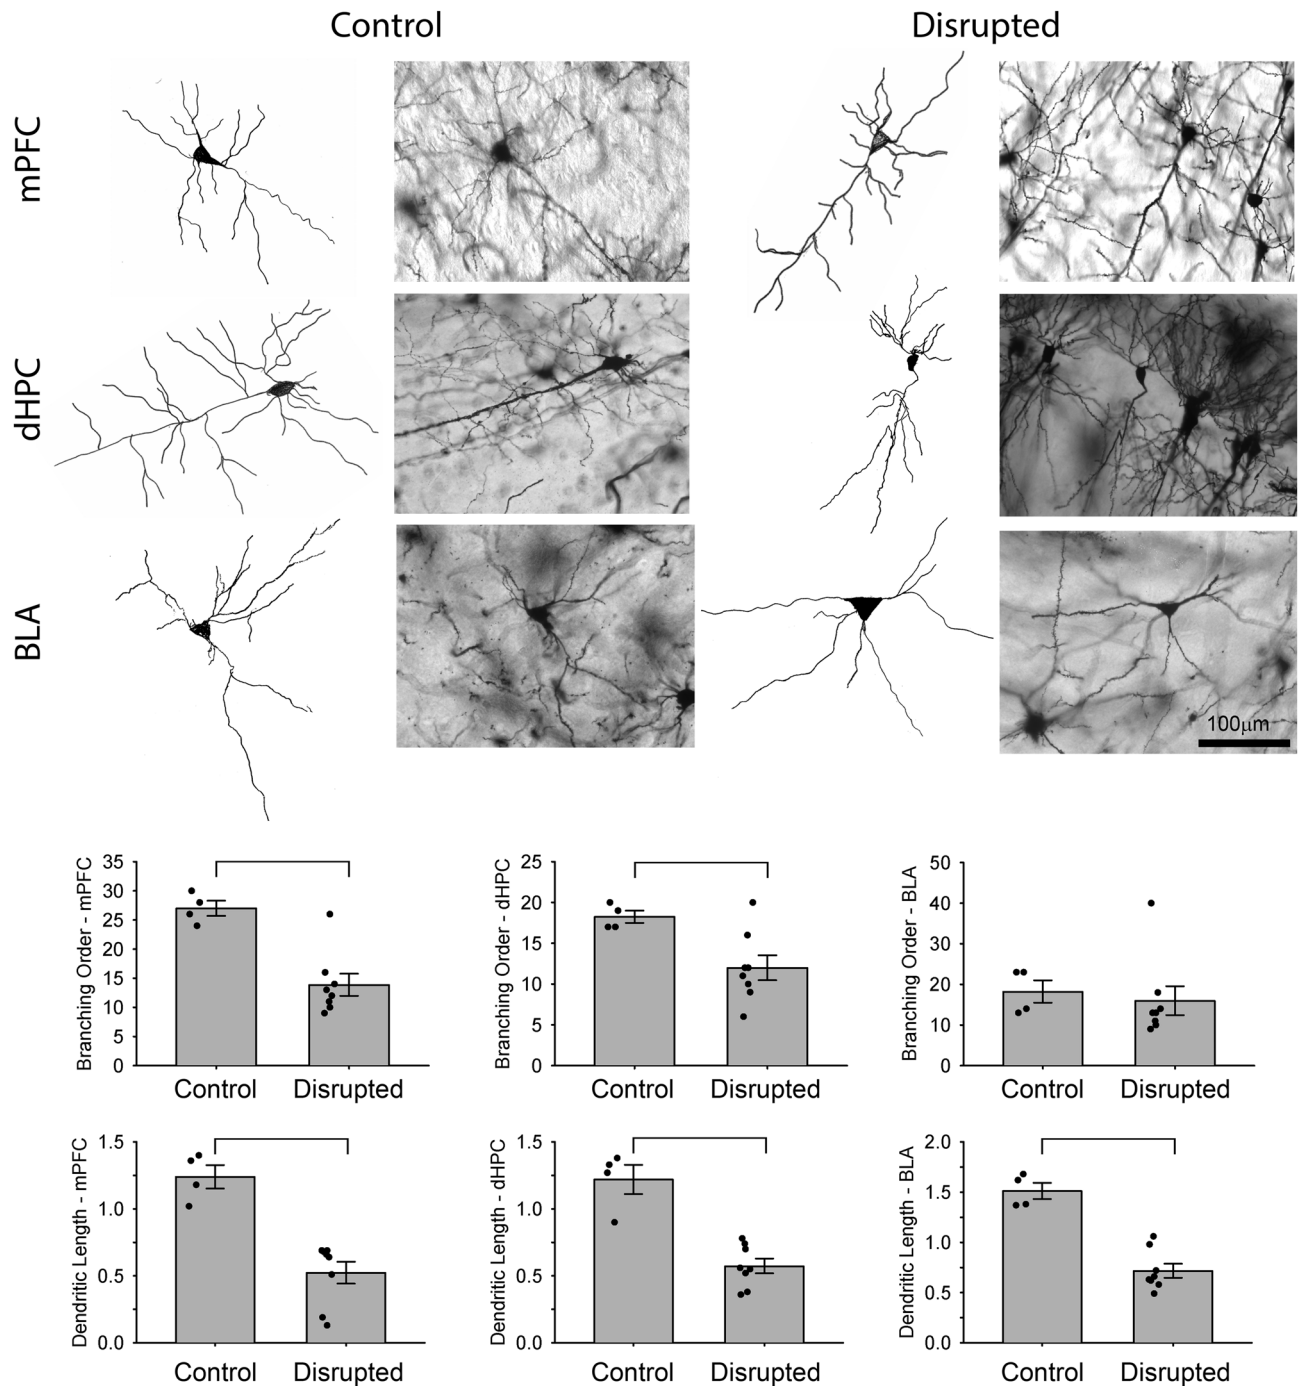 Control
Disrupted
mPFC
dHPC
BLA
100µm
Branching Order - mPFC
35
30
25
20
15
10
5
0
Control
Disrupted
Branching Order - dHPC
25
20
15
10
5
0
Control
Disrupted
Branching Order - BLA
50
40
30
20
10
0
Control
Disrupted
Dendritic Length - mPFC
1.5
1.0
0.5
0.0
Control
Disrupted
Dendritic Length - dHPC
1.5
1.0
0.5
0.0
Control
Disrupted
Dendritic Length - BLA
2.0
1.5
1.0
0.5
0.0
Control
Disrupted